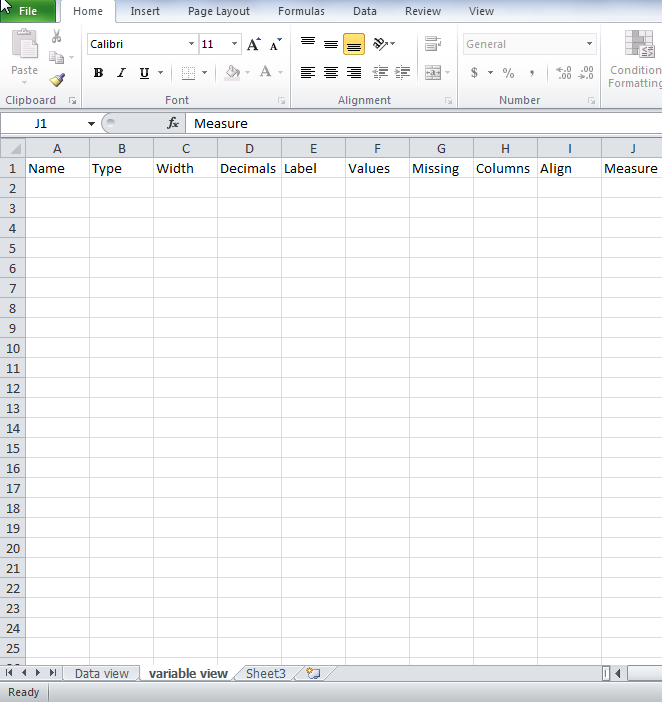 File Home Insert Page Layout Formulas Data Review View
Calibri 11 A A General
Paste B I U A $ % , .00 .00 Condition
Formatting
Clipboard Font Alignment Number
J1 fx Measure
A B C D E F G H I J
1 Name Type Width Decimals Label Values Missing Columns Align Measure
2
3
4
5
6
7
8
9
10
11
12
13
14
15
16
17
18
19
20
21
22
23
24
25
Data view variable view Sheet3
Ready